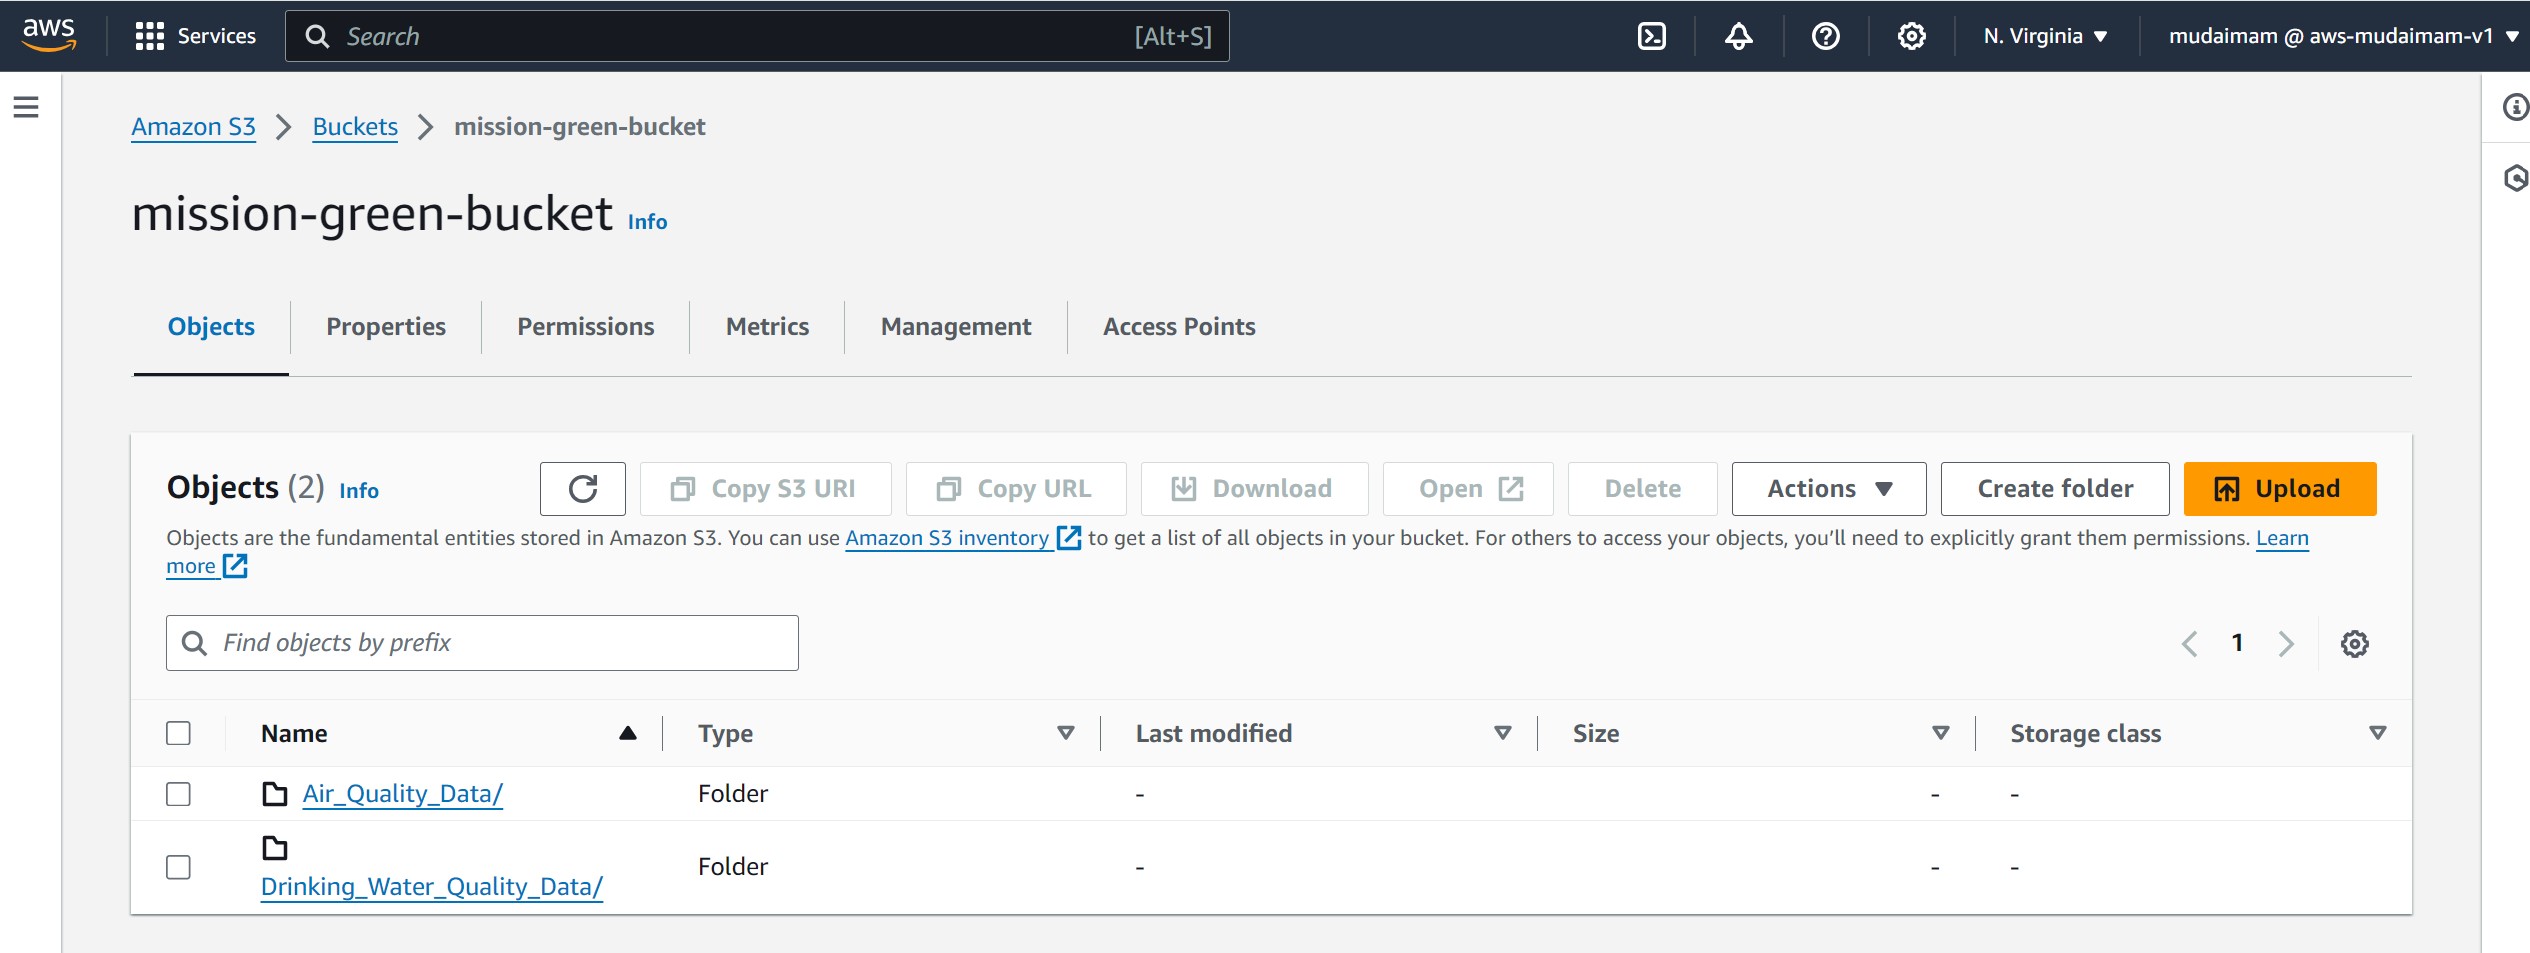 aws Services Search [Alt+S] N. Virginia mudaimam @ aws-mudaimam-v1
Amazon S3 Buckets mission-green-bucket
mission-green-bucket Info
Objects Properties Permissions Metrics Management Access Points
Objects (2) Info Copy S3 URI Copy URL Download Open Delete Actions Create folder Upload
Objects are the fundamental entities stored in Amazon S3. You can use Amazon S3 inventory to get a list of all objects in your bucket. For others to access your objects, you’ll need to explicitly grant them permissions. Learn
more
Find objects by prefix 1
Name Type Last modified Size Storage class
Air_Quality_Data/ Folder - - -
Drinking_Water_Quality_Data/ Folder - - -